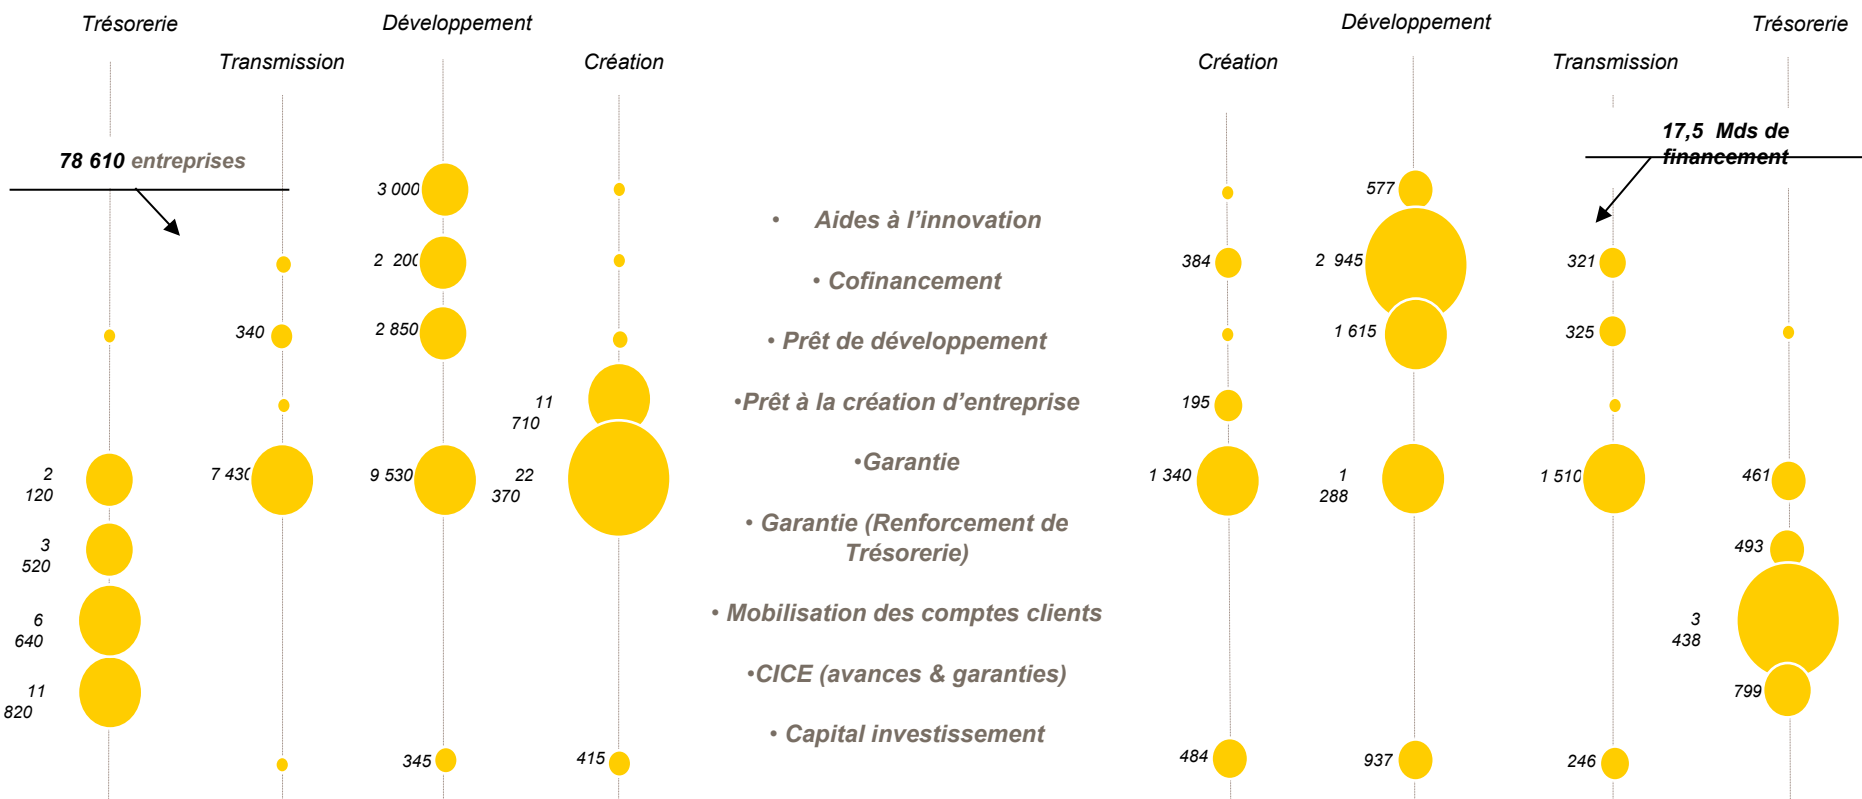 Trésorerie
Développement
Transmission
Création
Développement
Trésorerie
Création
Transmission
78 610 entreprises
17,5 Mds de
financement
3 000
577
• Aides à l’innovation
2 200
384
2 945
321
• Cofinancement
340
2 850
1 615
325
• Prêt de développement
11
710
•Prêt à la création d’entreprise
195
2
120
7 430
9 530
22
370
•Garantie
1 340
1
288
1 510
461
3
520
• Garantie (Renforcement de
Trésorerie)
493
6
640
• Mobilisation des comptes clients
3
438
11
820
•CICE (avances & garanties)
799
345
415
• Capital investissement
484
937
246